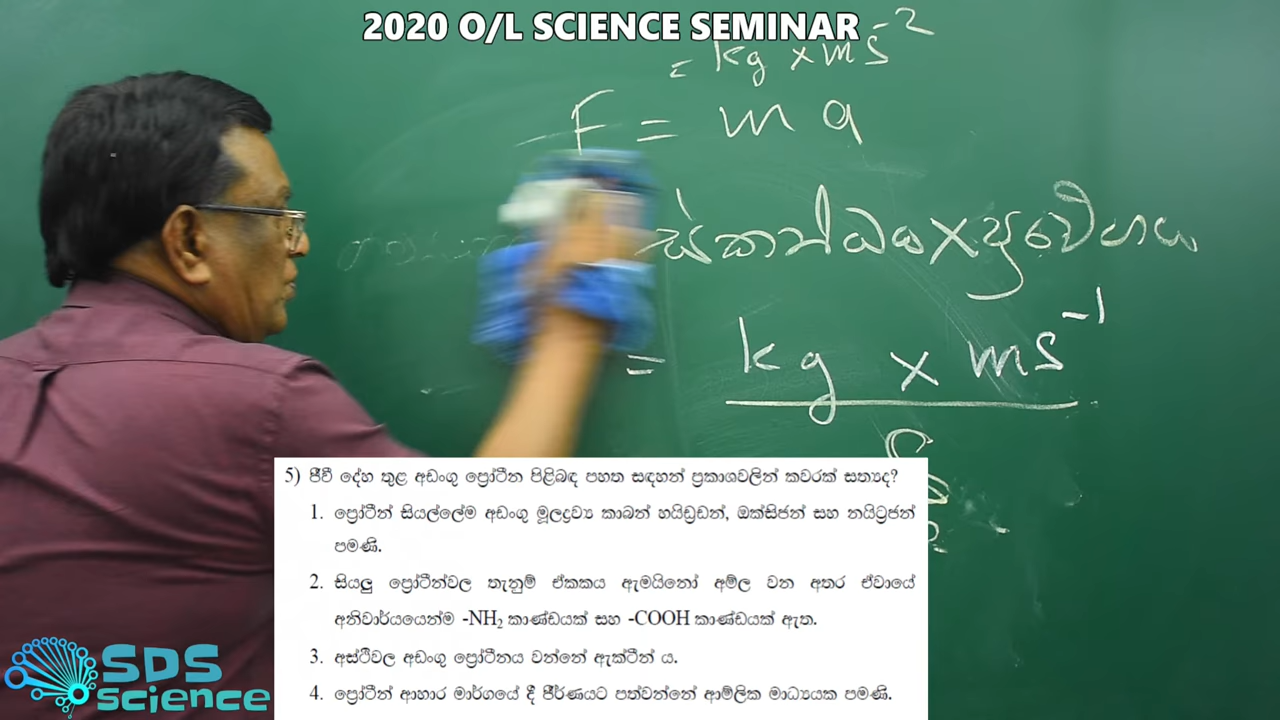 2020 O/L SCIENCE SEMINAR
= kg × ms⁻²
F = ma
ස්කන්ධය × ප්‍රවේගය
= kg × ms⁻¹
5) ජීවී දේහ තුළ අඩංගු ප්‍රෝටීන පිළිබඳ පහත සඳහන් ප්‍රකාශවලින් කවරක් සත්‍යද?
1. ප්‍රෝටීන් සියල්ලේම අඩංගු මූලද්‍රව්‍ය කාබන් හයිඩ්‍රජන්, ඔක්සිජන් සහ නයිට්‍රජන්
පමණි.
2. සියලු ප්‍රෝටීන්වල තැනුම් ඒකකය ඇමයිනෝ අම්ල වන අතර ඒවායේ
අනිවාර්යයෙන්ම -NH₂ කාණ්ඩයක් සහ -COOH කාණ්ඩයක් ඇත.
3. අස්ථිවල අඩංගු ප්‍රෝටීනය වන්නේ ඇක්ටීන් ය.
4. ප්‍රෝටීන් ආහාර මාර්ගයේ දී ජීර්ණයට පත්වන්නේ ආම්ලික මාධ්‍යයක පමණි.
SDS
science